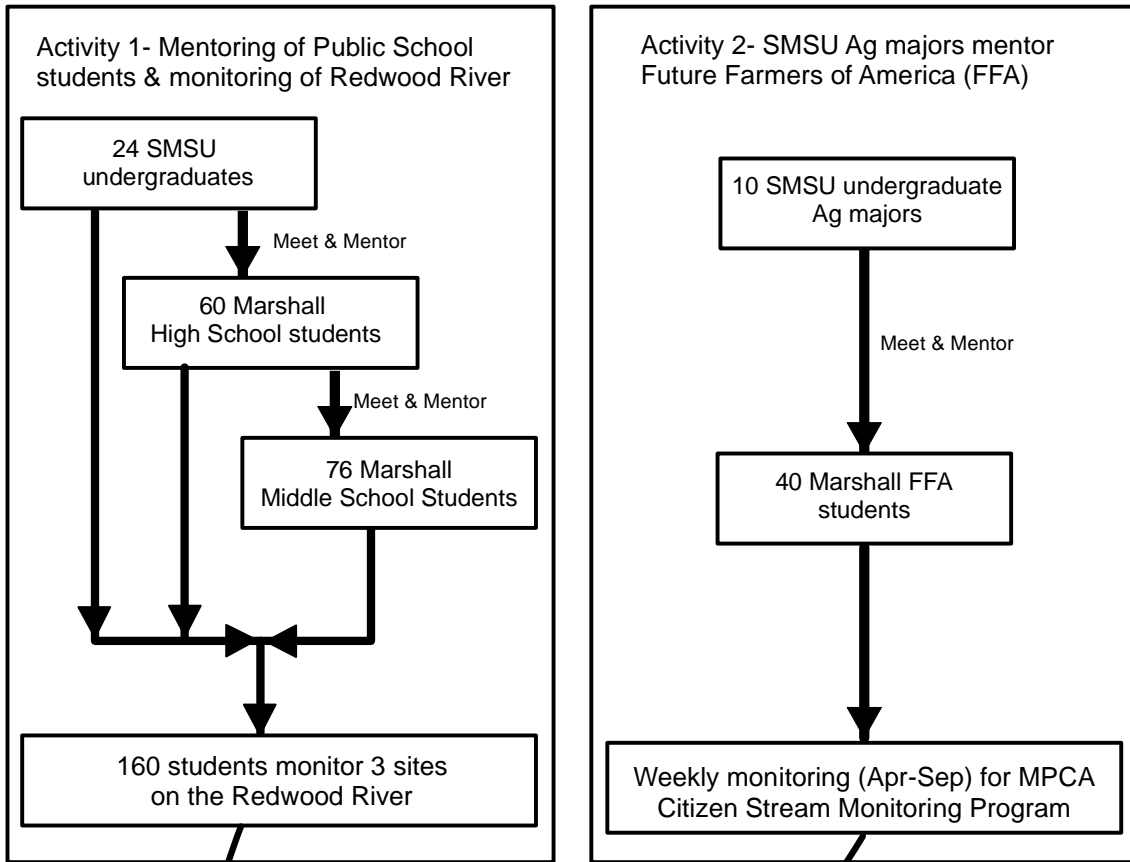 Activity 1- Mentoring of Public School
students & monitoring of Redwood River
24 SMSU
undergraduates
Meet & Mentor
60 Marshall
High School students
Meet & Mentor
76 Marshall
Middle School Students
160 students monitor 3 sites
on the Redwood River
Activity 2- SMSU Ag majors mentor
Future Farmers of America (FFA)
10 SMSU undergraduate
Ag majors
Meet & Mentor
40 Marshall FFA
students
Weekly monitoring (Apr-Sep) for MPCA
Citizen Stream Monitoring Program